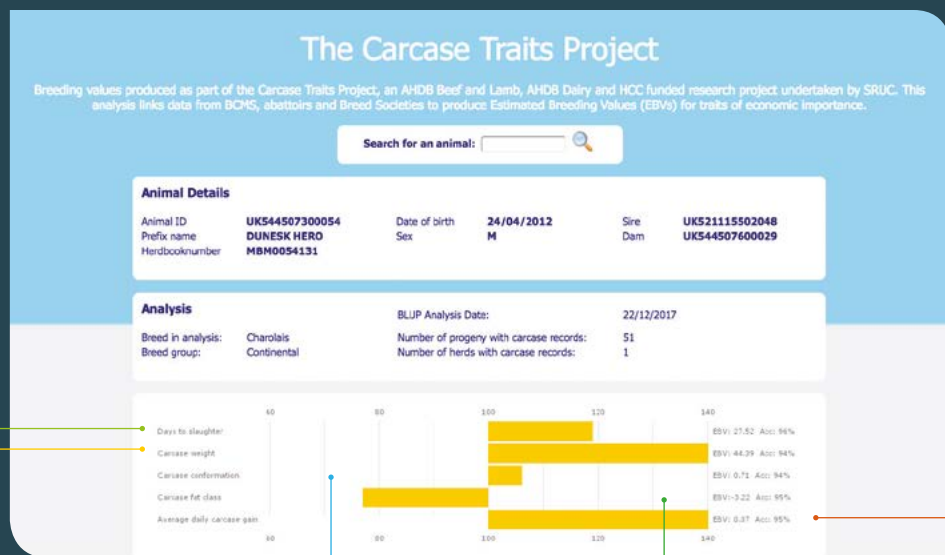 The Carcase Traits Project
Breeding values produced as part of the Carcase Traits Project, an AHDB Beef and Lamb, AHDB Dairy and HCC funded research project undertaken by SRUC. This
analysis links data from BCMS, abattoirs and Breed Societies to produce Estimated Breeding Values (EBVs) for traits of economic importance.
Search for an animal:
Animal Details
Animal ID UK544507300054 Date of birth 24/04/2012 Sire UK521115502048
Prefix name DUNESK HERO Sex M Dam UK544507600029
Herdbooknumber MBM0054131
Analysis BLUP Analysis Date: 22/12/2017
Breed in analysis: Charolais Number of progeny with carcase records: 51
Breed group: Continental Number of herds with carcase records: 1
60 80 100 120 140
Days to slaughter EBV: 27.52 Acc: 96%
Carcase weight EBV: 44.39 Acc: 94%
Carcase conformation EBV: 0.71 Acc: 94%
Carcase fat class EBV:-3.22 Acc: 95%
Average daily carcase gain EBV: 0.37 Acc: 95%
60 80 100 120 140